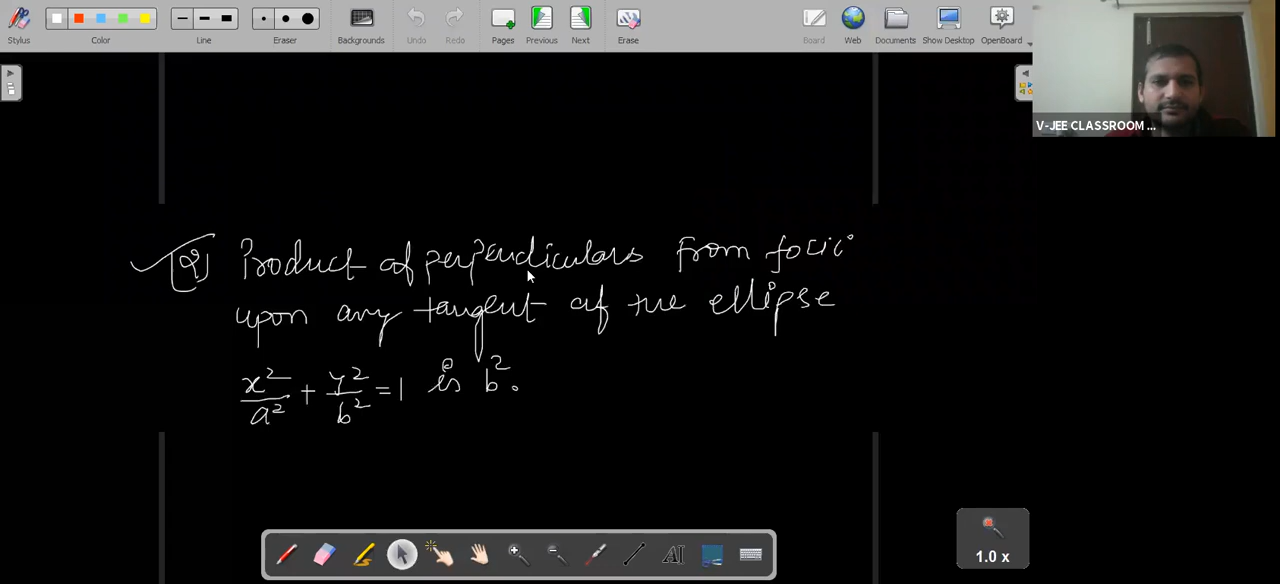 Stylus Color Line Eraser Backgrounds Undo Redo Pages Previous Next Erase Board Web Documents Show Desktop OpenBoard
V-JEE CLASSROOM ...
Q) Product of perpendiculars from focii
upon any tangent of the ellipse
x²/a² + y²/b² = 1 is b².
1.0 x